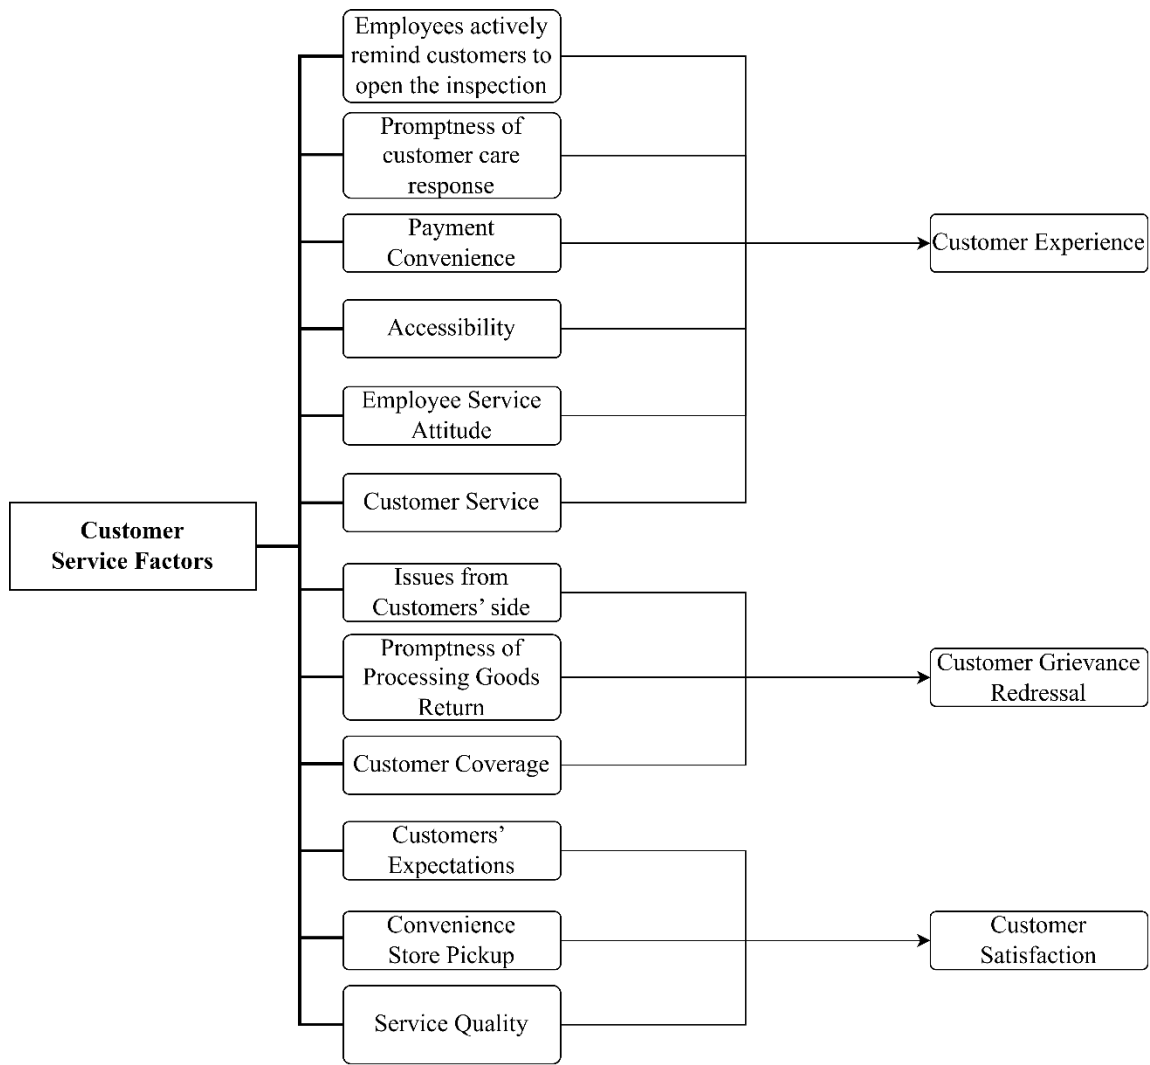 Employees actively
remind customers to
open the inspection
Promptness of
customer care
response
Payment
Convenience
Customer Experience
Accessibility
Employee Service
Attitude
Customer Service
Customer
Service Factors
Issues from
Customers’ side
Promptness of
Processing Goods
Return
Customer Grievance
Redressal
Customer Coverage
Customers’
Expectations
Convenience
Store Pickup
Customer
Satisfaction
Service Quality